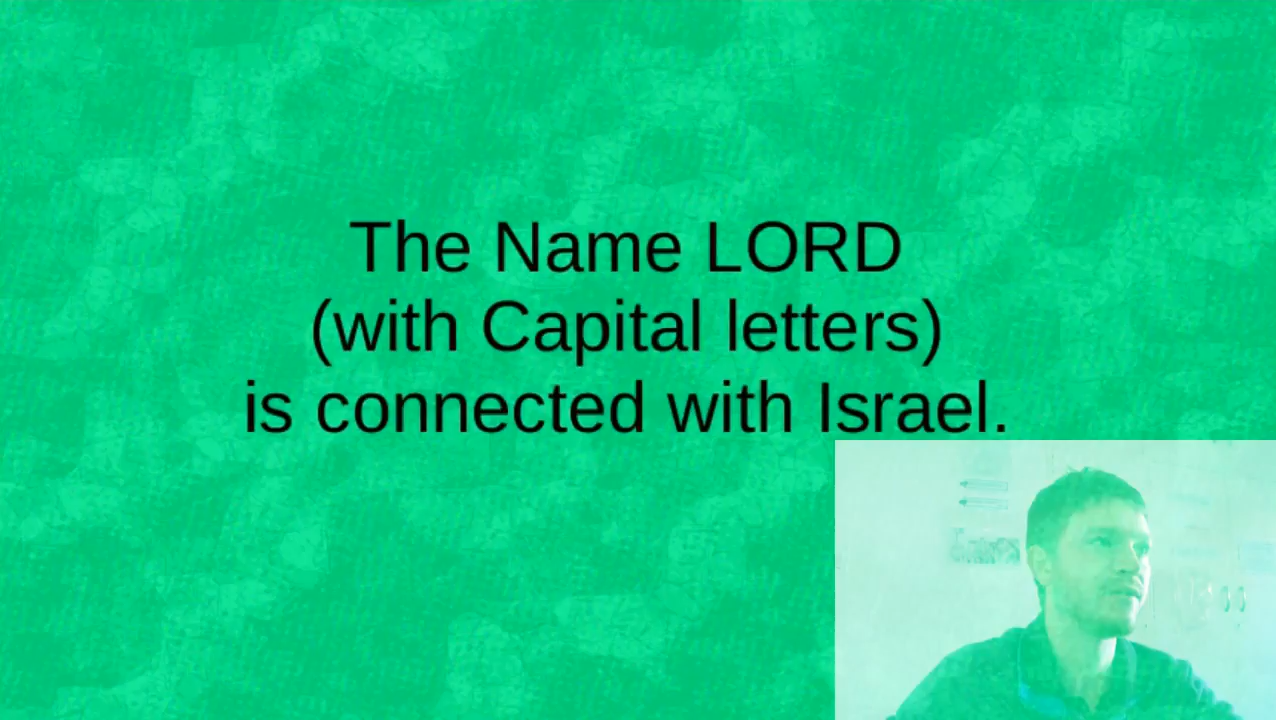 The Name LORD
(with Capital letters)
is connected with Israel.